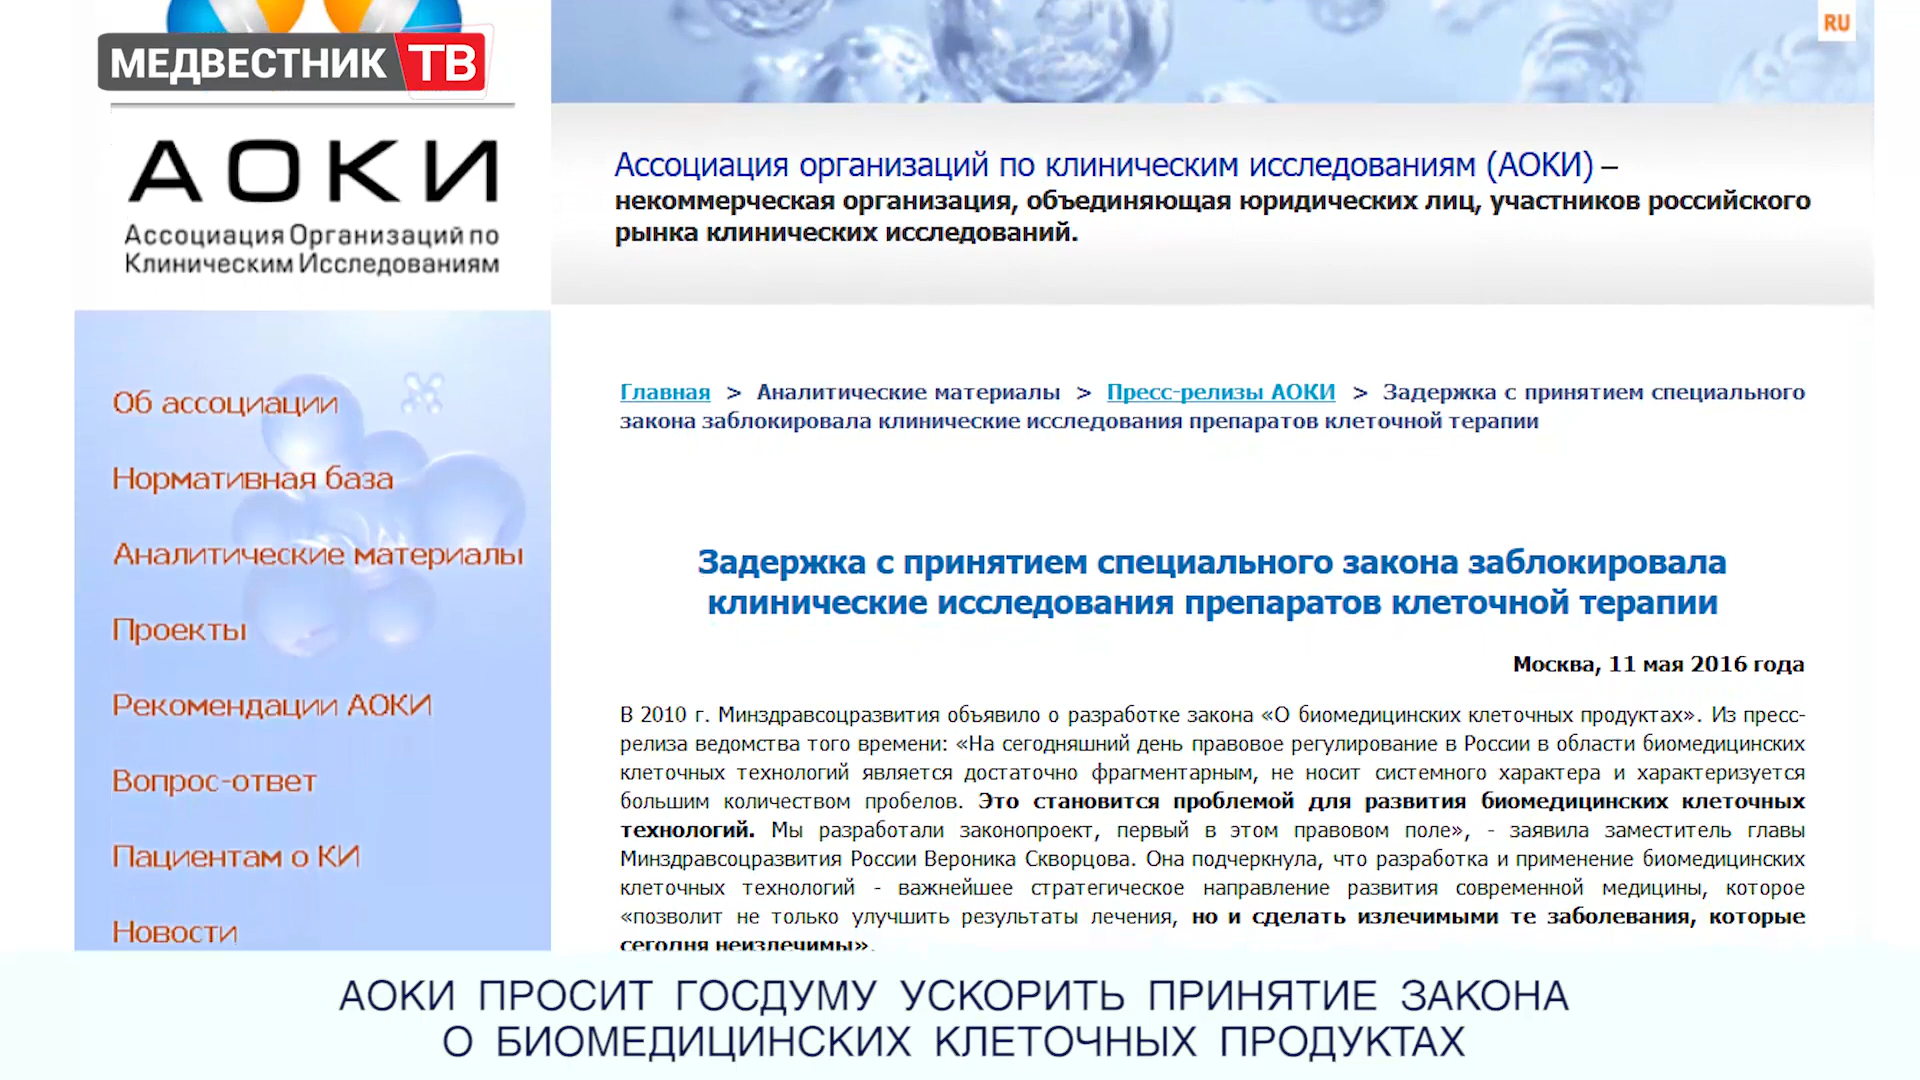 МЕДВЕСТНИК ТВ
RU
АОКИ
Ассоциация Организаций по
Клиническим Исследованиям
Ассоциация организаций по клиническим исследованиям (АОКИ) –
некоммерческая организация, объединяющая юридических лиц, участников российского
рынка клинических исследований.
Об ассоциации
Нормативная база
Аналитические материалы
Проекты
Рекомендации АОКИ
Вопрос-ответ
Пациентам о КИ
Новости
Главная > Аналитические материалы > Пресс-релизы АОКИ > Задержка с принятием специального
закона заблокировала клинические исследования препаратов клеточной терапии
Задержка с принятием специального закона заблокировала
клинические исследования препаратов клеточной терапии
Москва, 11 мая 2016 года
В 2010 г. Минздравсоцразвития объявило о разработке закона «О биомедицинских клеточных продуктах». Из пресс-
релиза ведомства того времени: «На сегодняшний день правовое регулирование в России в области биомедицинских
клеточных технологий является достаточно фрагментарным, не носит системного характера и характеризуется
большим количеством пробелов. Это становится проблемой для развития биомедицинских клеточных
технологий. Мы разработали законопроект, первый в этом правовом поле», - заявила заместитель главы
Минздравсоцразвития России Вероника Скворцова. Она подчеркнула, что разработка и применение биомедицинских
клеточных технологий - важнейшее стратегическое направление развития современной медицины, которое
«позволит не только улучшить результаты лечения, но и сделать излечимыми те заболевания, которые
сегодня неизлечимы».
АОКИ ПРОСИТ ГОСДУМУ УСКОРИТЬ ПРИНЯТИЕ ЗАКОНА
О БИОМЕДИЦИНСКИХ КЛЕТОЧНЫХ ПРОДУКТАХ